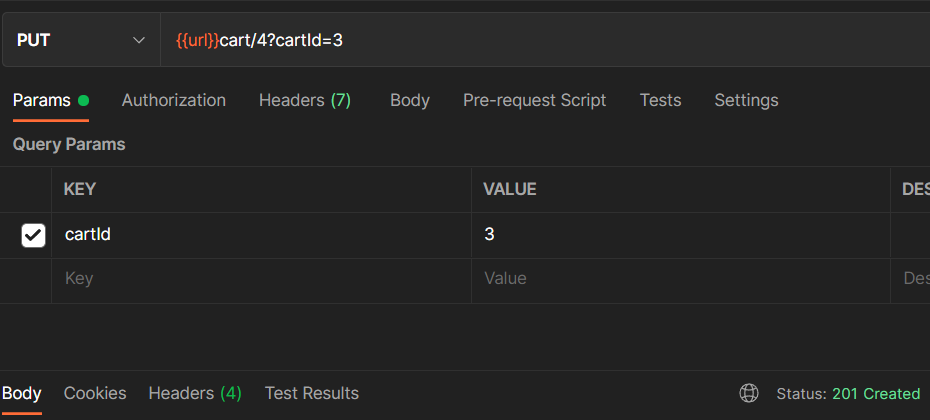 PUT {{url}}cart/4?cartId=3
Params Authorization Headers (7) Body Pre-request Script Tests Settings
Query Params
KEY VALUE DES
cartId 3
Key Value Des
Body Cookies Headers (4) Test Results Status: 201 Created